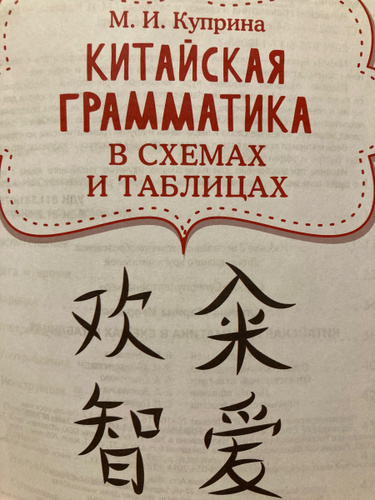 М. И. Куприна
КИТАЙСКАЯ
ГРАММАТИКА
В СХЕМАХ
И ТАБЛИЦАХ
欢
智 爱